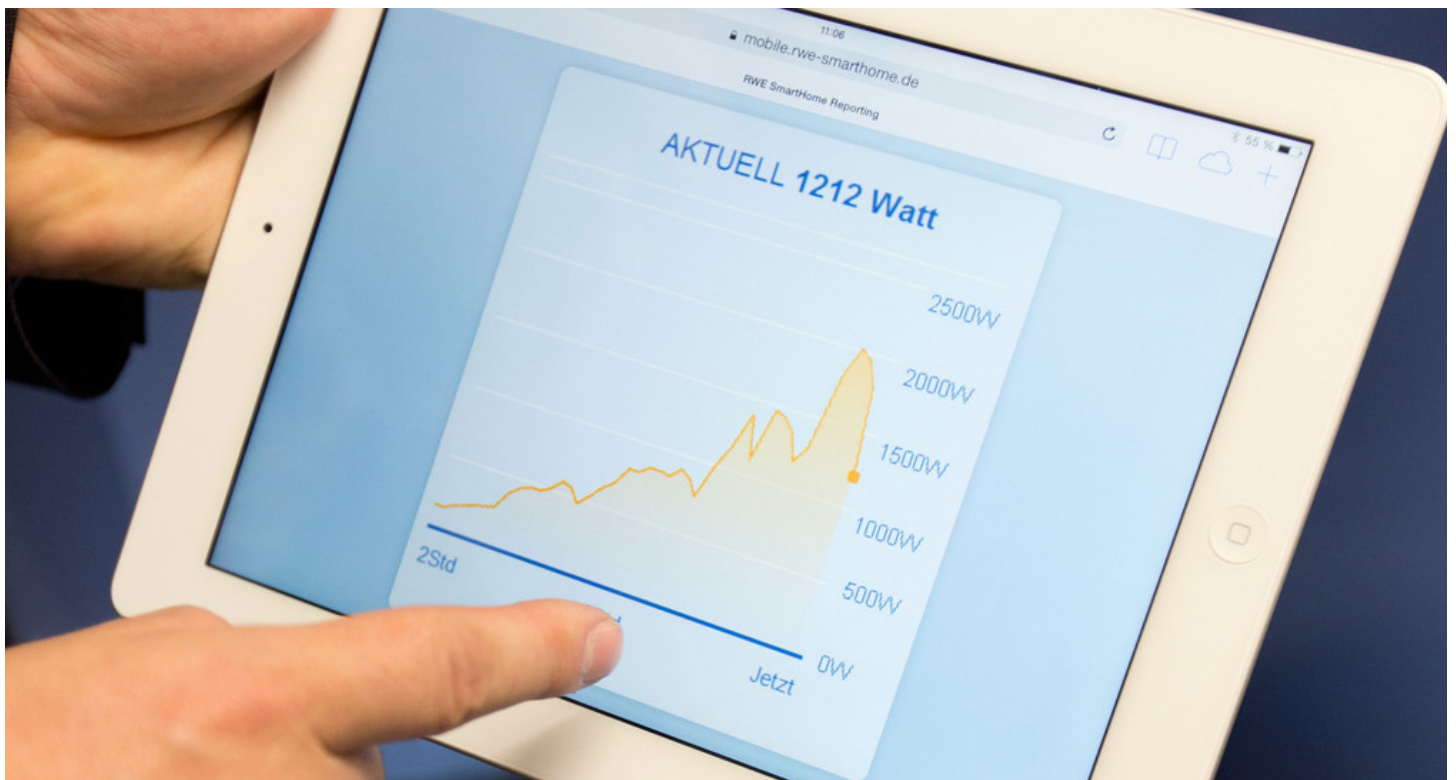 11:06
mobile.rwe-smarthome.de
55 %
RWE SmartHome Reporting
AKTUELL 1212 Watt
2500W
2000W
1500W
1000W
500W
0W
2Std
Jetzt